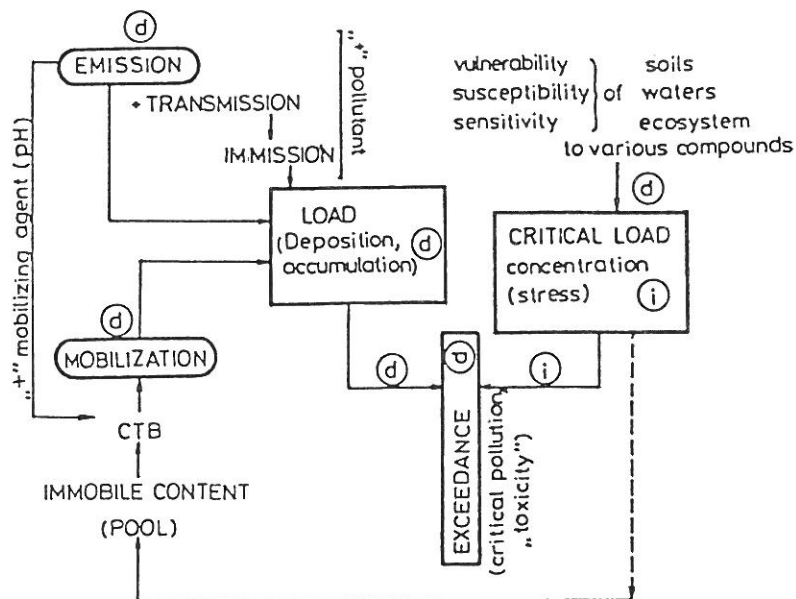 d
EMISSION
+ TRANSMISSION
IMMISSION
„+” pollutant
„+” mobilizing agent (pH)
LOAD
(Deposition,
accumulation)
d
d
MOBILIZATION
CTB
IMMOBILE CONTENT
(POOL)
vulnerability
susceptibility
sensitivity
of
soils
waters
ecosystem
to various compounds
d
CRITICAL LOAD
concentration
(stress)
i
d
i
d
EXCEEDANCE
(critical pollution,
„toxicity”)